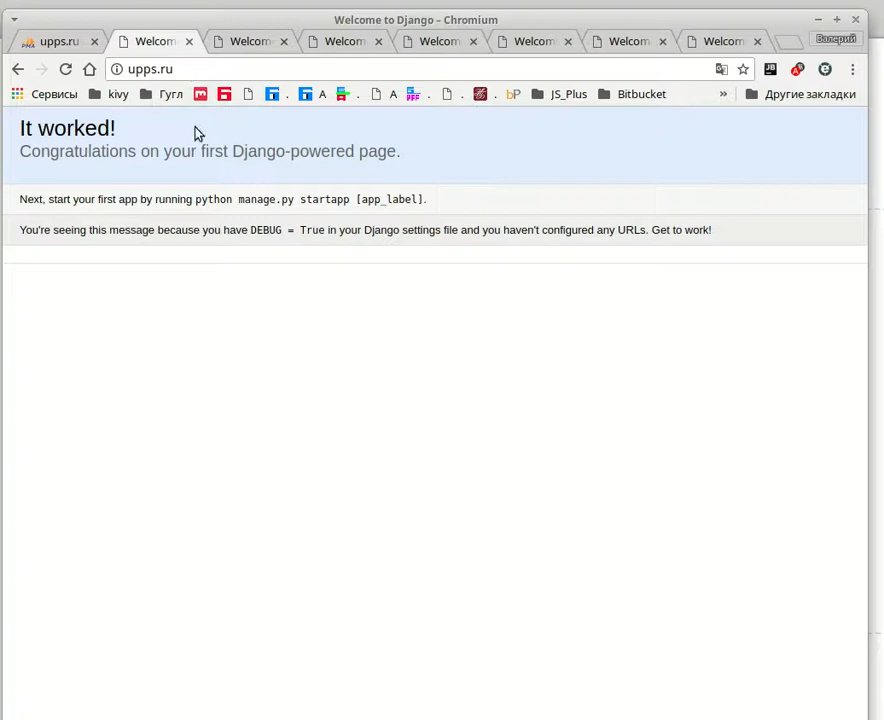 Welcome to Django – Chromium
upps.ru
Welcom
Welcom
Welcom
Welcom
Welcom
Welcom
Welcom
Валерий
upps.ru
Сервисы
kivy
Гугл
.
A
.
A
.
.
bP
JS_Plus
Bitbucket
»
Другие закладки
It worked!
Congratulations on your first Django-powered page.
Next, start your first app by running python manage.py startapp [app_label].
You're seeing this message because you have DEBUG = True in your Django settings file and you haven't configured any URLs. Get to work!